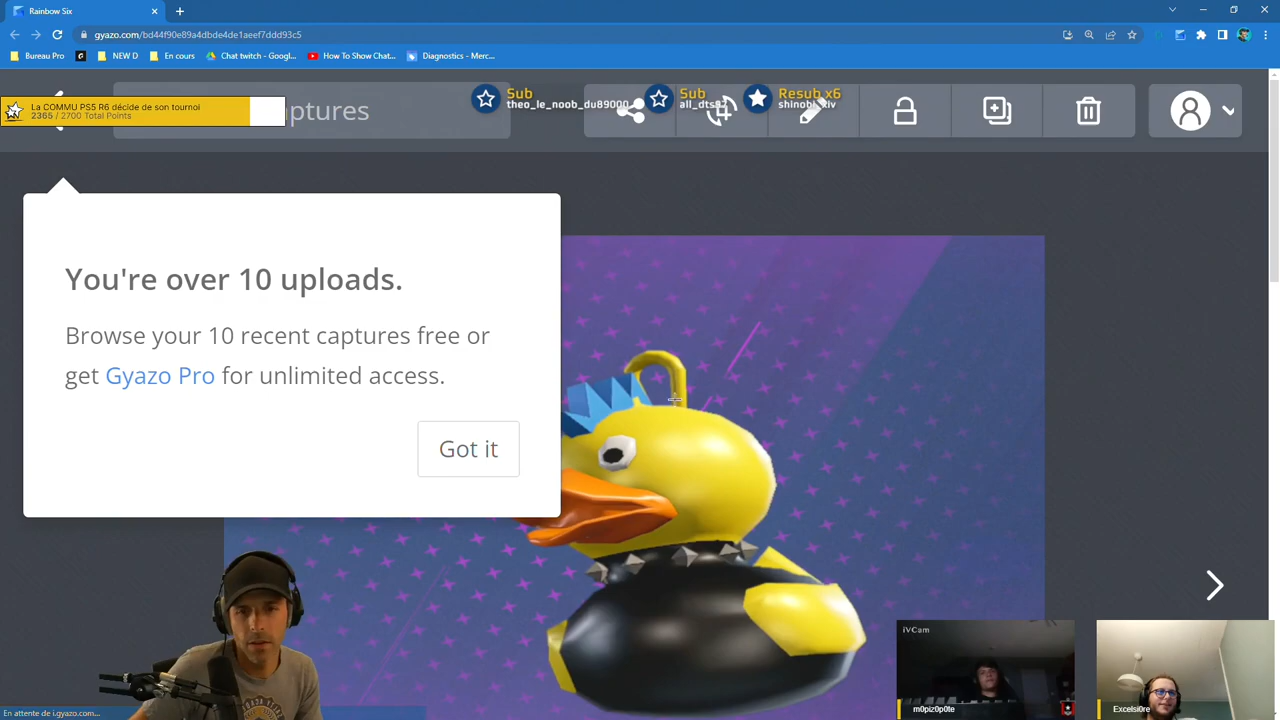 Rainbow Six
gyazo.com/bd44f90e89a4dbde4de1aeef7ddd93c5
Bureau Pro
NEW D
En cours
Chat twitch - Googl...
How To Show Chat...
Diagnostics - Merc...
La COMMU PS5 R6 décide de son tournoi
2365 / 2700 Total Points
ptures
Sub
theo_le_noob_du89000
Sub
Resub x6
You're over 10 uploads.
Browse your 10 recent captures free or
get Gyazo Pro for unlimited access.
Got it
iVCam
m0piz0p0te
Excelsi0re
En attente de i.gyazo.com...